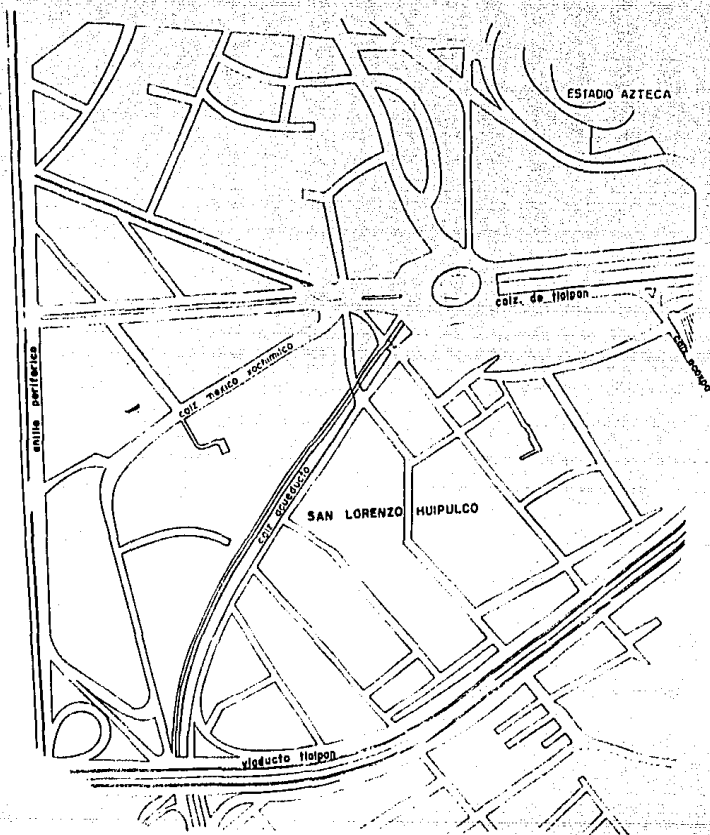 ESTADIO AZTECA
calz. de tlalpan
calz. mexico xochimilco
anillo periferico
calz. acueducto
SAN LORENZO HUIPULCO
viaducto tlalpan